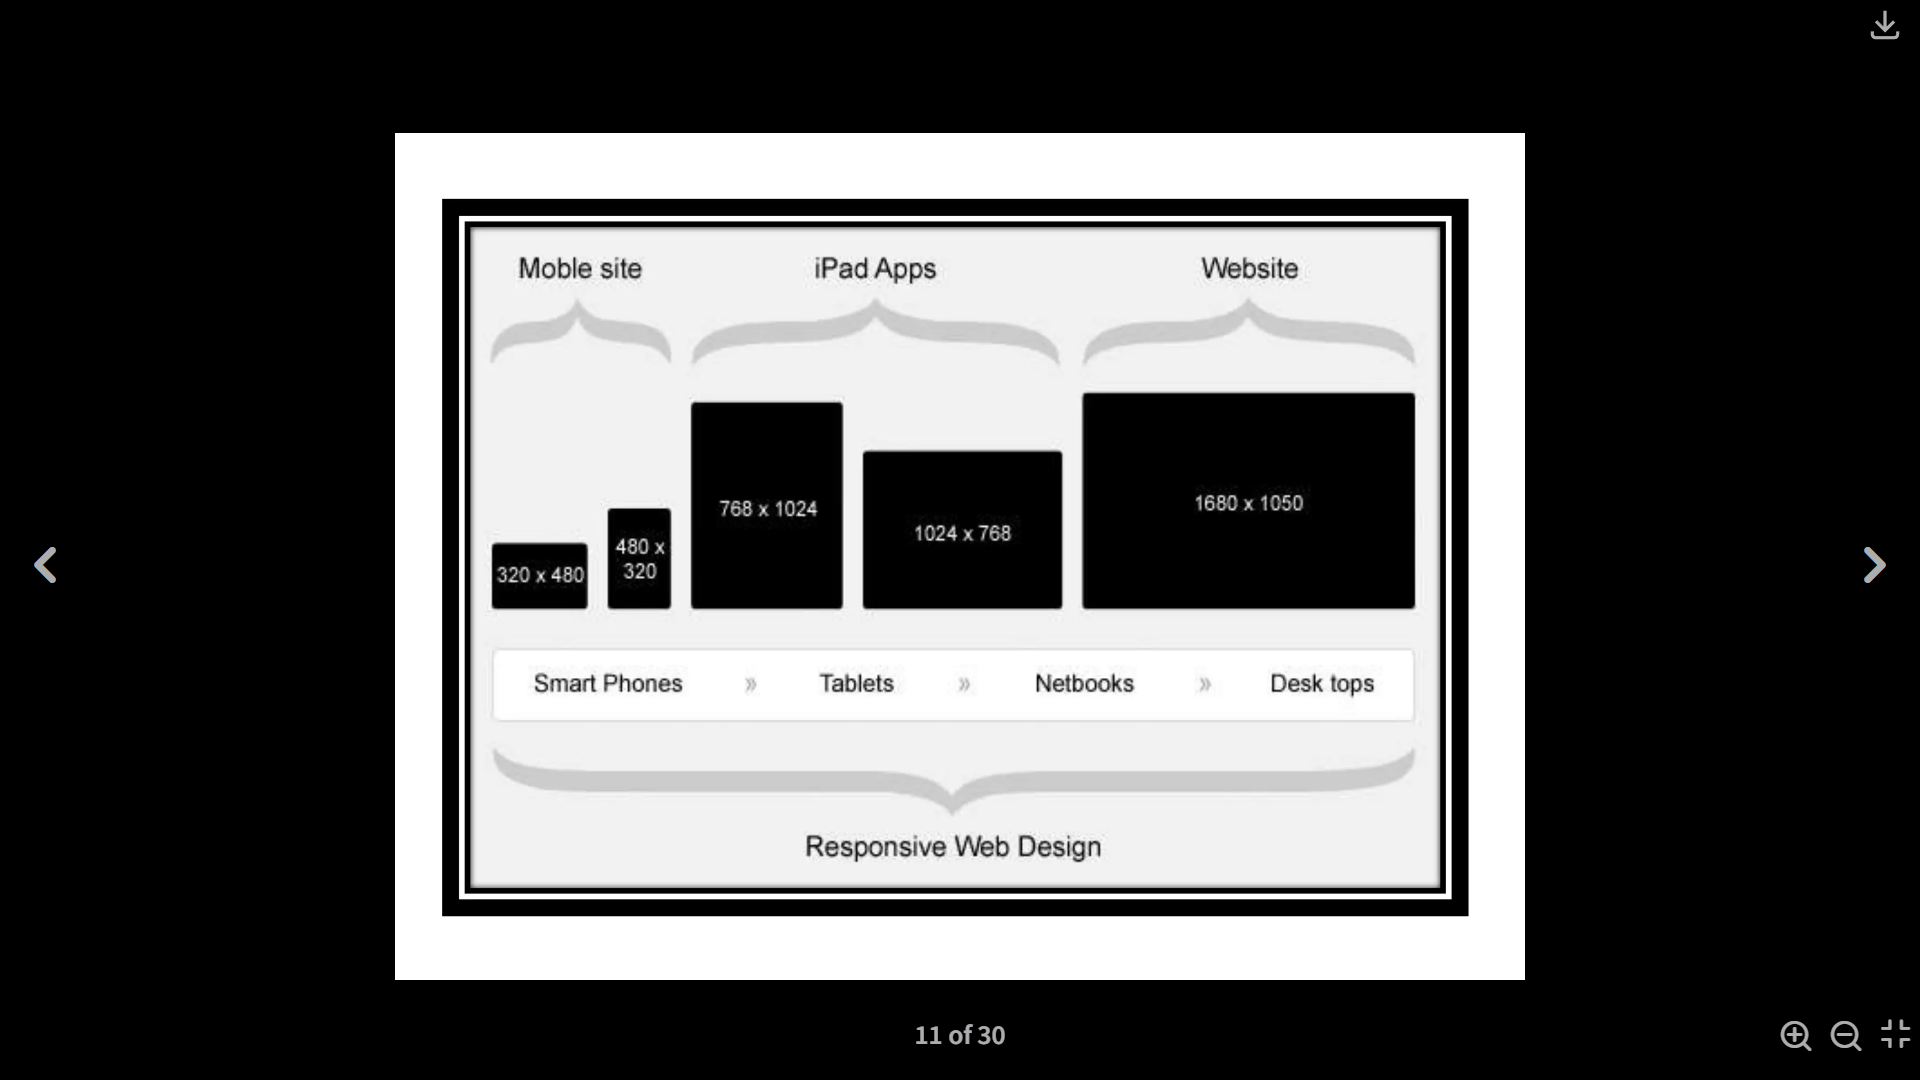 Moble site iPad Apps Website
768 x 1024
1024 x 768
1680 x 1050
320 x 480
480 x
320
Smart Phones » Tablets » Netbooks » Desk tops
Responsive Web Design
11 of 30